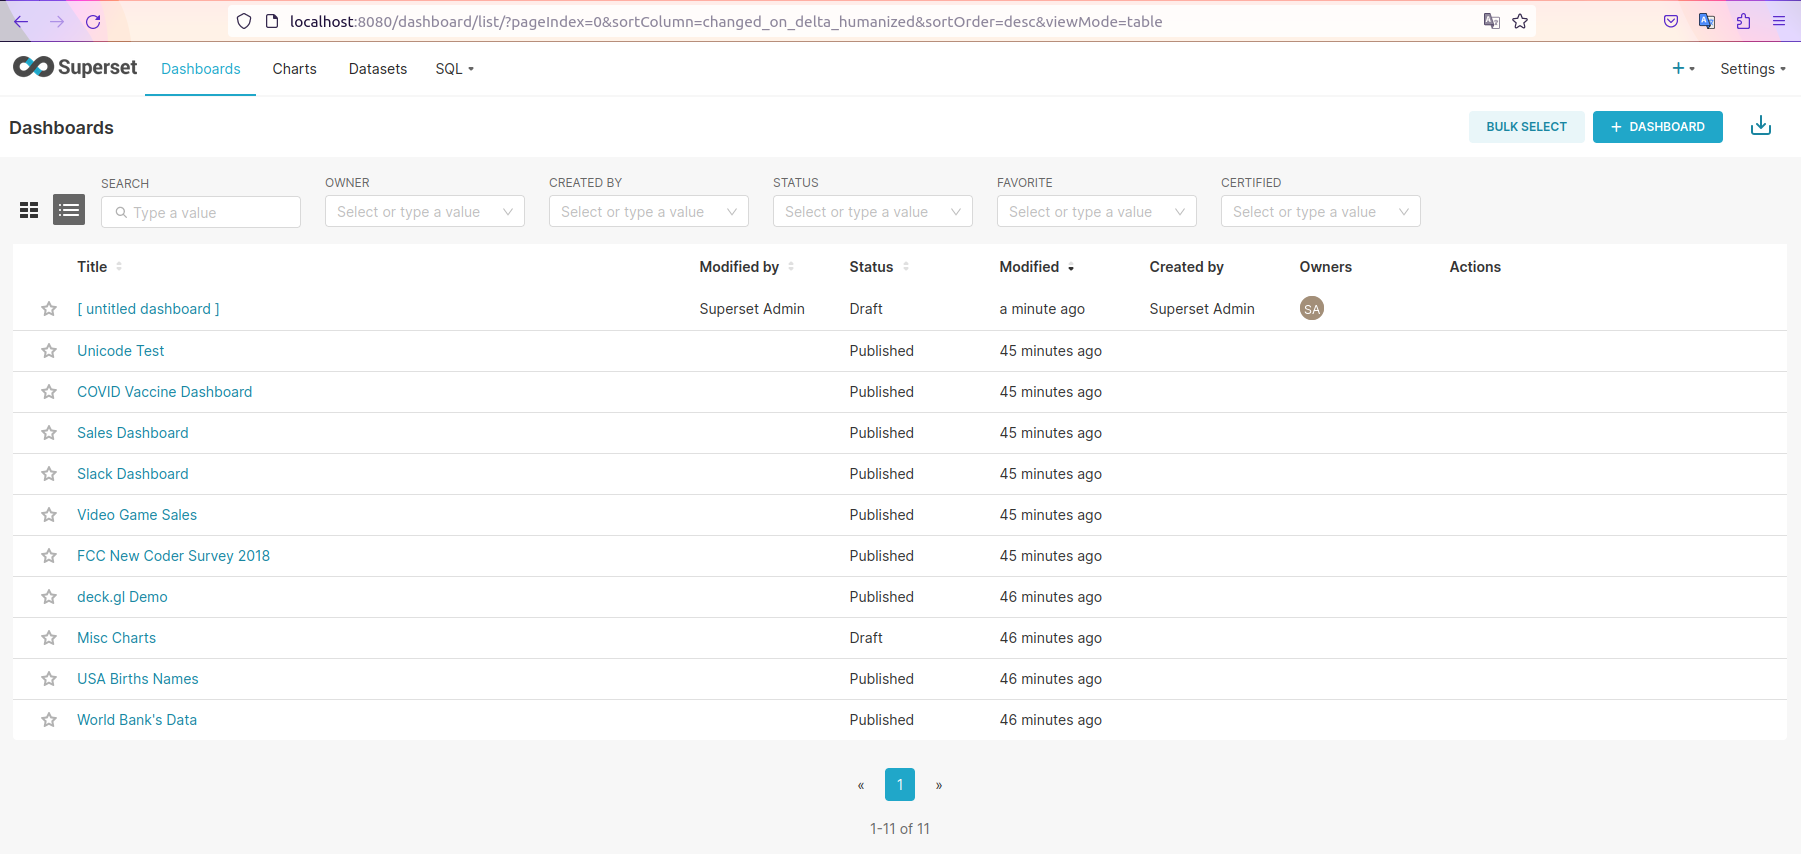 localhost:8080/dashboard/list/?pageIndex=0&sortColumn=changed_on_delta_humanized&sortOrder=desc&viewMode=table
Superset Dashboards Charts Datasets SQL + Settings
Dashboards BULK SELECT + DASHBOARD
SEARCH OWNER CREATED BY STATUS FAVORITE CERTIFIED
Type a value Select or type a value Select or type a value Select or type a value Select or type a value Select or type a value
Title Modified by Status Modified Created by Owners Actions
[ untitled dashboard ] Superset Admin Draft a minute ago Superset Admin SA
Unicode Test Published 45 minutes ago
COVID Vaccine Dashboard Published 45 minutes ago
Sales Dashboard Published 45 minutes ago
Slack Dashboard Published 45 minutes ago
Video Game Sales Published 45 minutes ago
FCC New Coder Survey 2018 Published 45 minutes ago
deck.gl Demo Published 46 minutes ago
Misc Charts Draft 46 minutes ago
USA Births Names Published 46 minutes ago
World Bank's Data Published 46 minutes ago
« 1 »
1-11 of 11